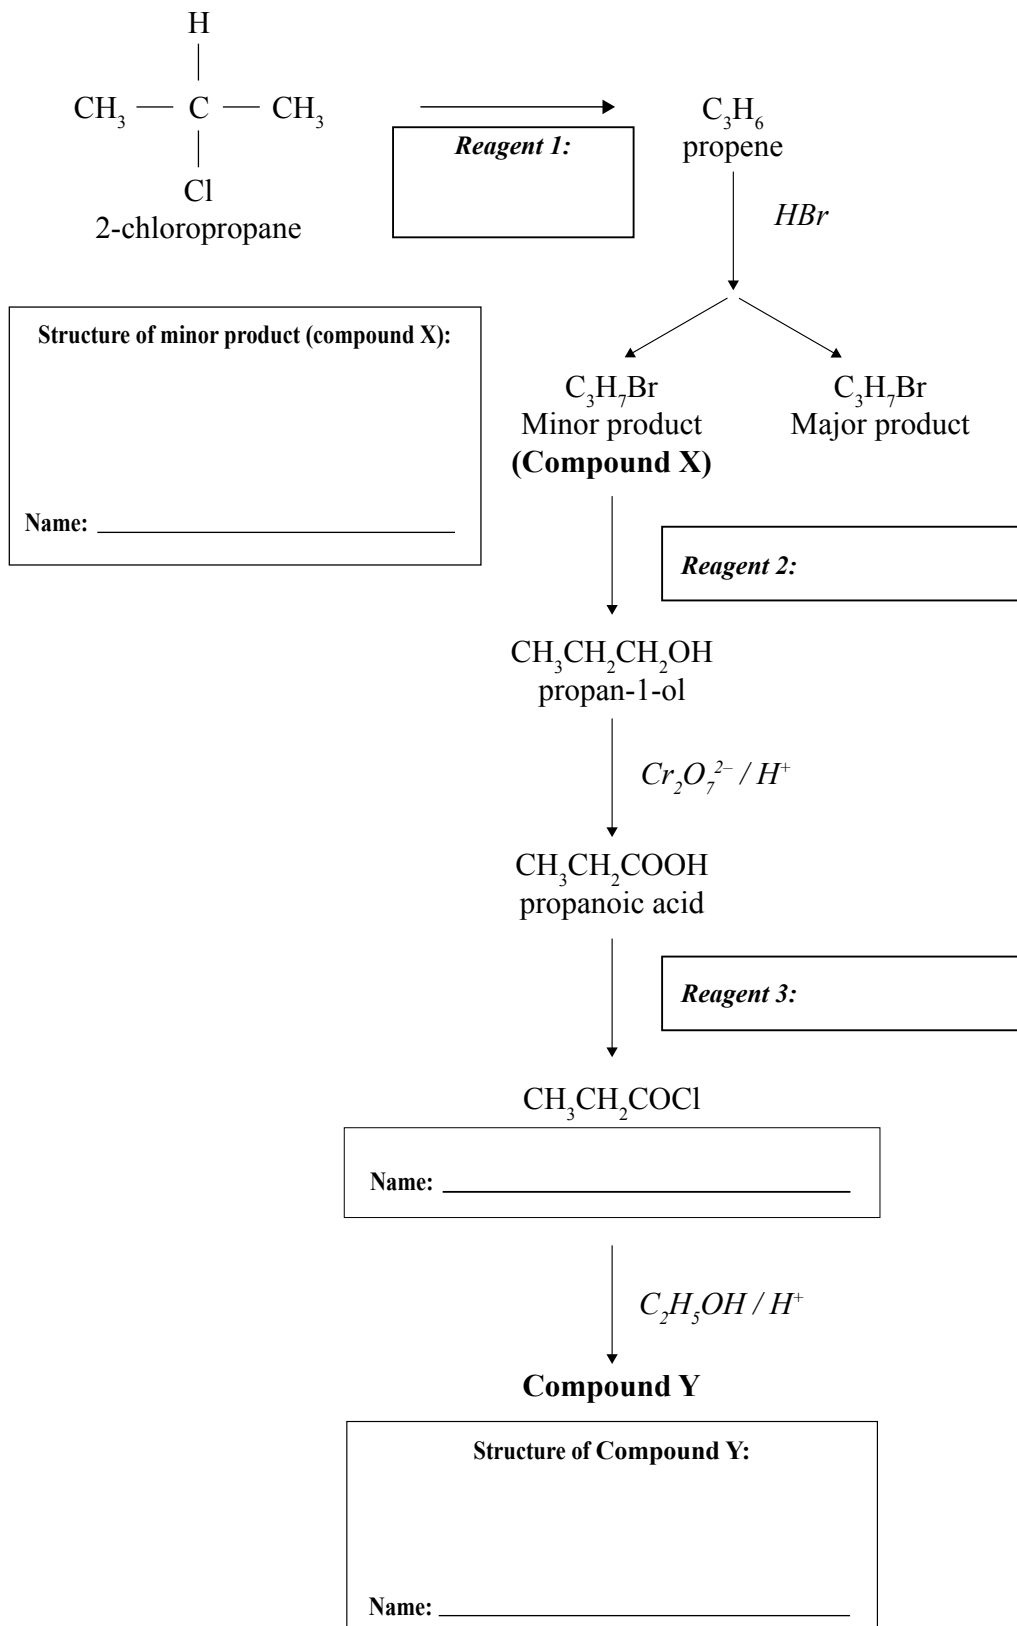 H
CH₃ — C — CH₃
Cl
2-chloropropane
Reagent 1:
C₃H₆
propene
HBr
Structure of minor product (compound X):
Name:
C₃H₇Br
Minor product
(Compound X)
C₃H₇Br
Major product
Reagent 2:
CH₃CH₂CH₂OH
propan-1-ol
Cr₂O₇²⁻ / H⁺
CH₃CH₂COOH
propanoic acid
Reagent 3:
CH₃CH₂COCl
Name:
C₂H₅OH / H⁺
Compound Y
Structure of Compound Y:
Name: